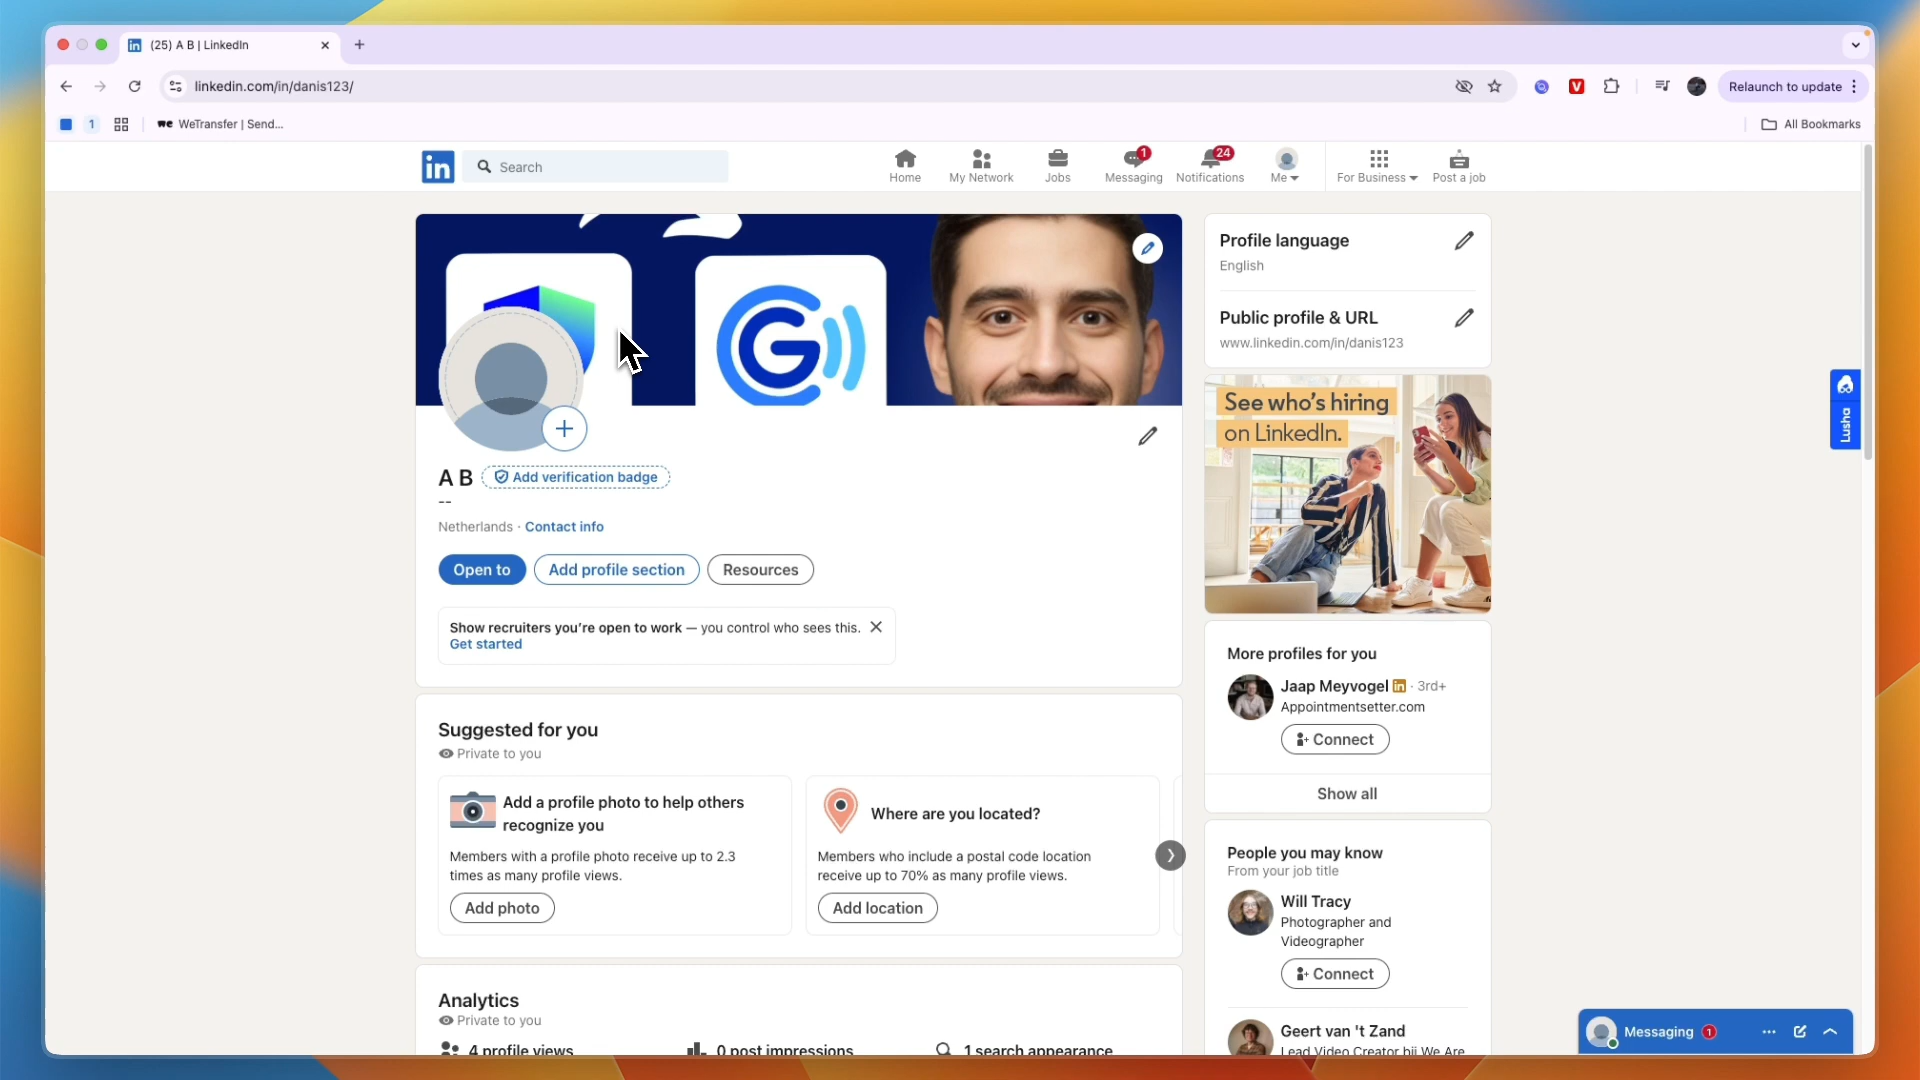 (25) A B | LinkedIn
linkedin.com/in/danis123/
Relaunch to update
1
WeTransfer | Send...
All Bookmarks
in
Search
Home
My Network
Jobs
1
Messaging
24
Notifications
Me
For Business
Post a job
A B
Add verification badge
--
Netherlands · Contact info
Open to
Add profile section
Resources
Show recruiters you're open to work — you control who sees this.
Get started
Suggested for you
Private to you
Add a profile photo to help others
recognize you
Members with a profile photo receive up to 2.3
times as many profile views.
Add photo
Where are you located?
Members who include a postal code location
receive up to 70% as many profile views.
Add location
Analytics
Private to you
4 profile views
0 post impressions
1 search appearance
Profile language
English
Public profile & URL
www.linkedin.com/in/danis123
See who's hiring
on LinkedIn.
More profiles for you
Jaap Meyvogel in · 3rd+
Appointmentsetter.com
Connect
Show all
People you may know
From your job title
Will Tracy
Photographer and
Videographer
Connect
Geert van 't Zand
Lead Video Creator bij We Are
Lusha
Messaging 1